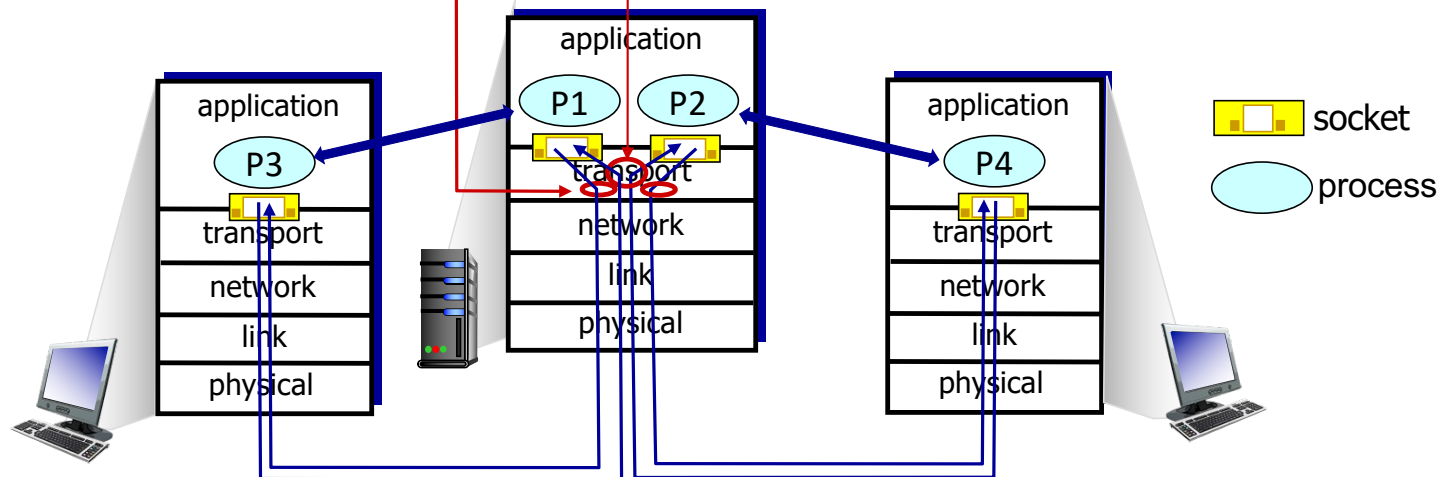 application
P3
transport
network
link
physical
application
P1 P2
transport
network
link
physical
application
P4
transport
network
link
physical
socket
process